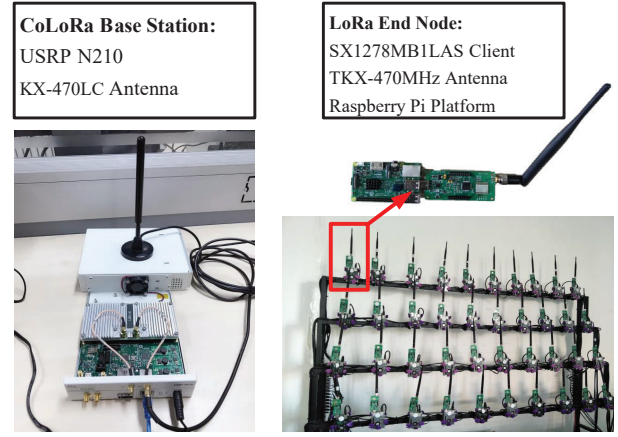 CoLoRa Base Station:
USRP N210
KX-470LC Antenna
LoRa End Node:
SX1278MB1LAS Client
TKX-470MHz Antenna
Raspberry Pi Platform